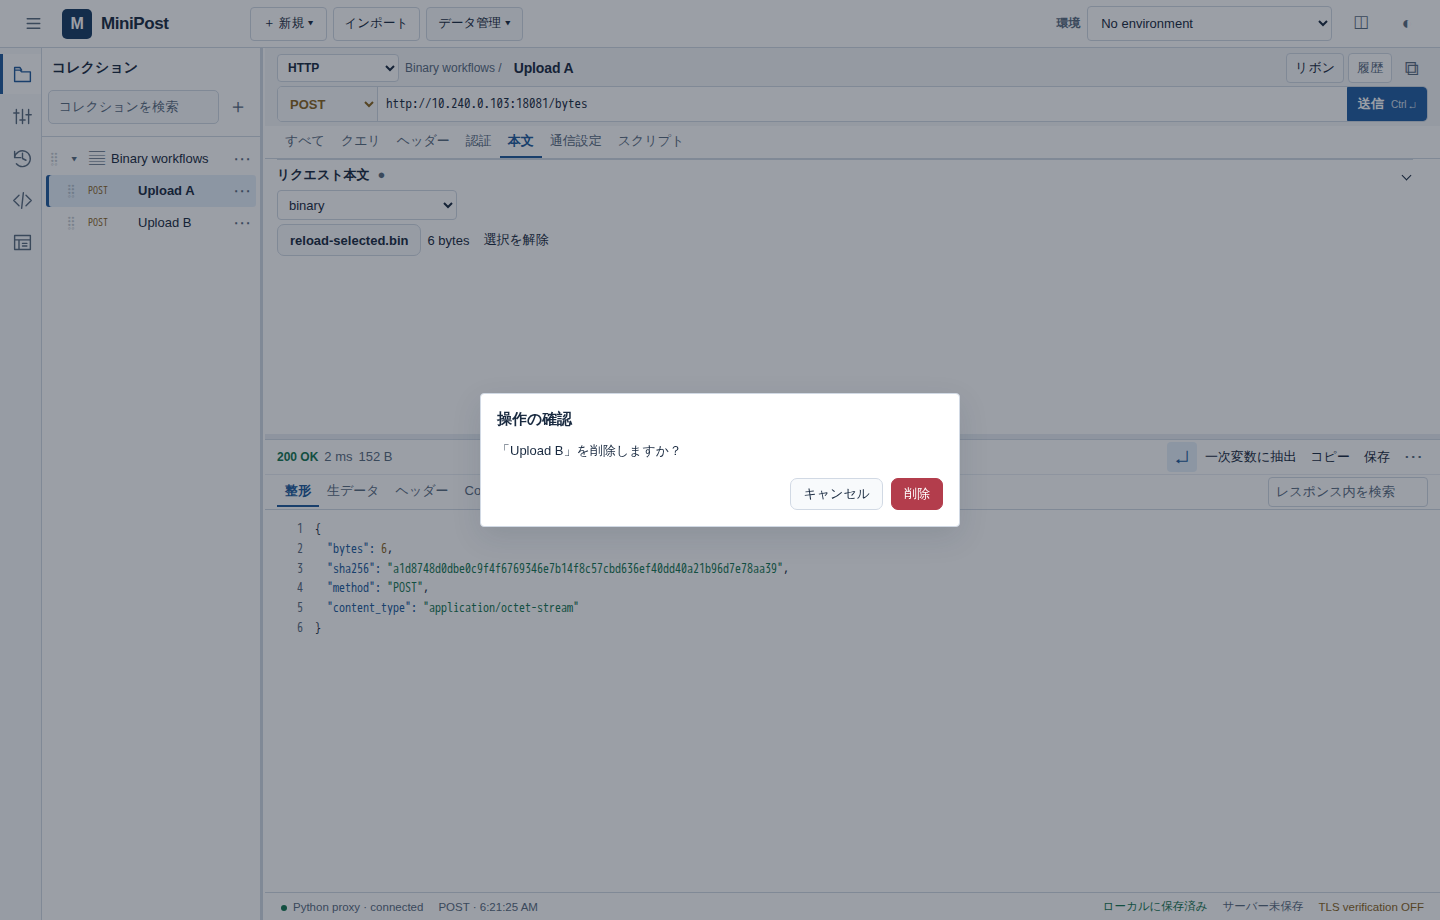 M MiniPost ＋ 新規 ▾ インポート データ管理 ▾ 環境 No environment
コレクション
コレクションを検索 ＋
▾ Binary workflows ···
POST Upload A ···
POST Upload B ···
HTTP Binary workflows / Upload A リボン 履歴
POST http://10.240.0.103:18081/bytes 送信 Ctrl ↵
すべて クエリ ヘッダー 認証 本文 通信設定 スクリプト
リクエスト本文 ●
binary
reload-selected.bin 6 bytes 選択を解除
操作の確認
「Upload B」を削除しますか？
キャンセル 削除
200 OK 2 ms 152 B 一次変数に抽出 コピー 保存 ···
整形 生データ ヘッダー Co レスポンス内を検索
1 {
2 "bytes": 6,
3 "sha256": "a1d8748d0dbe0c9f4f6769346e7b14f8c57cbd636ef40dd40a21b96d7e78aa39",
4 "method": "POST",
5 "content_type": "application/octet-stream"
6 }
Python proxy · connected POST · 6:21:25 AM ローカルに保存済み サーバー未保存 TLS verification OFF